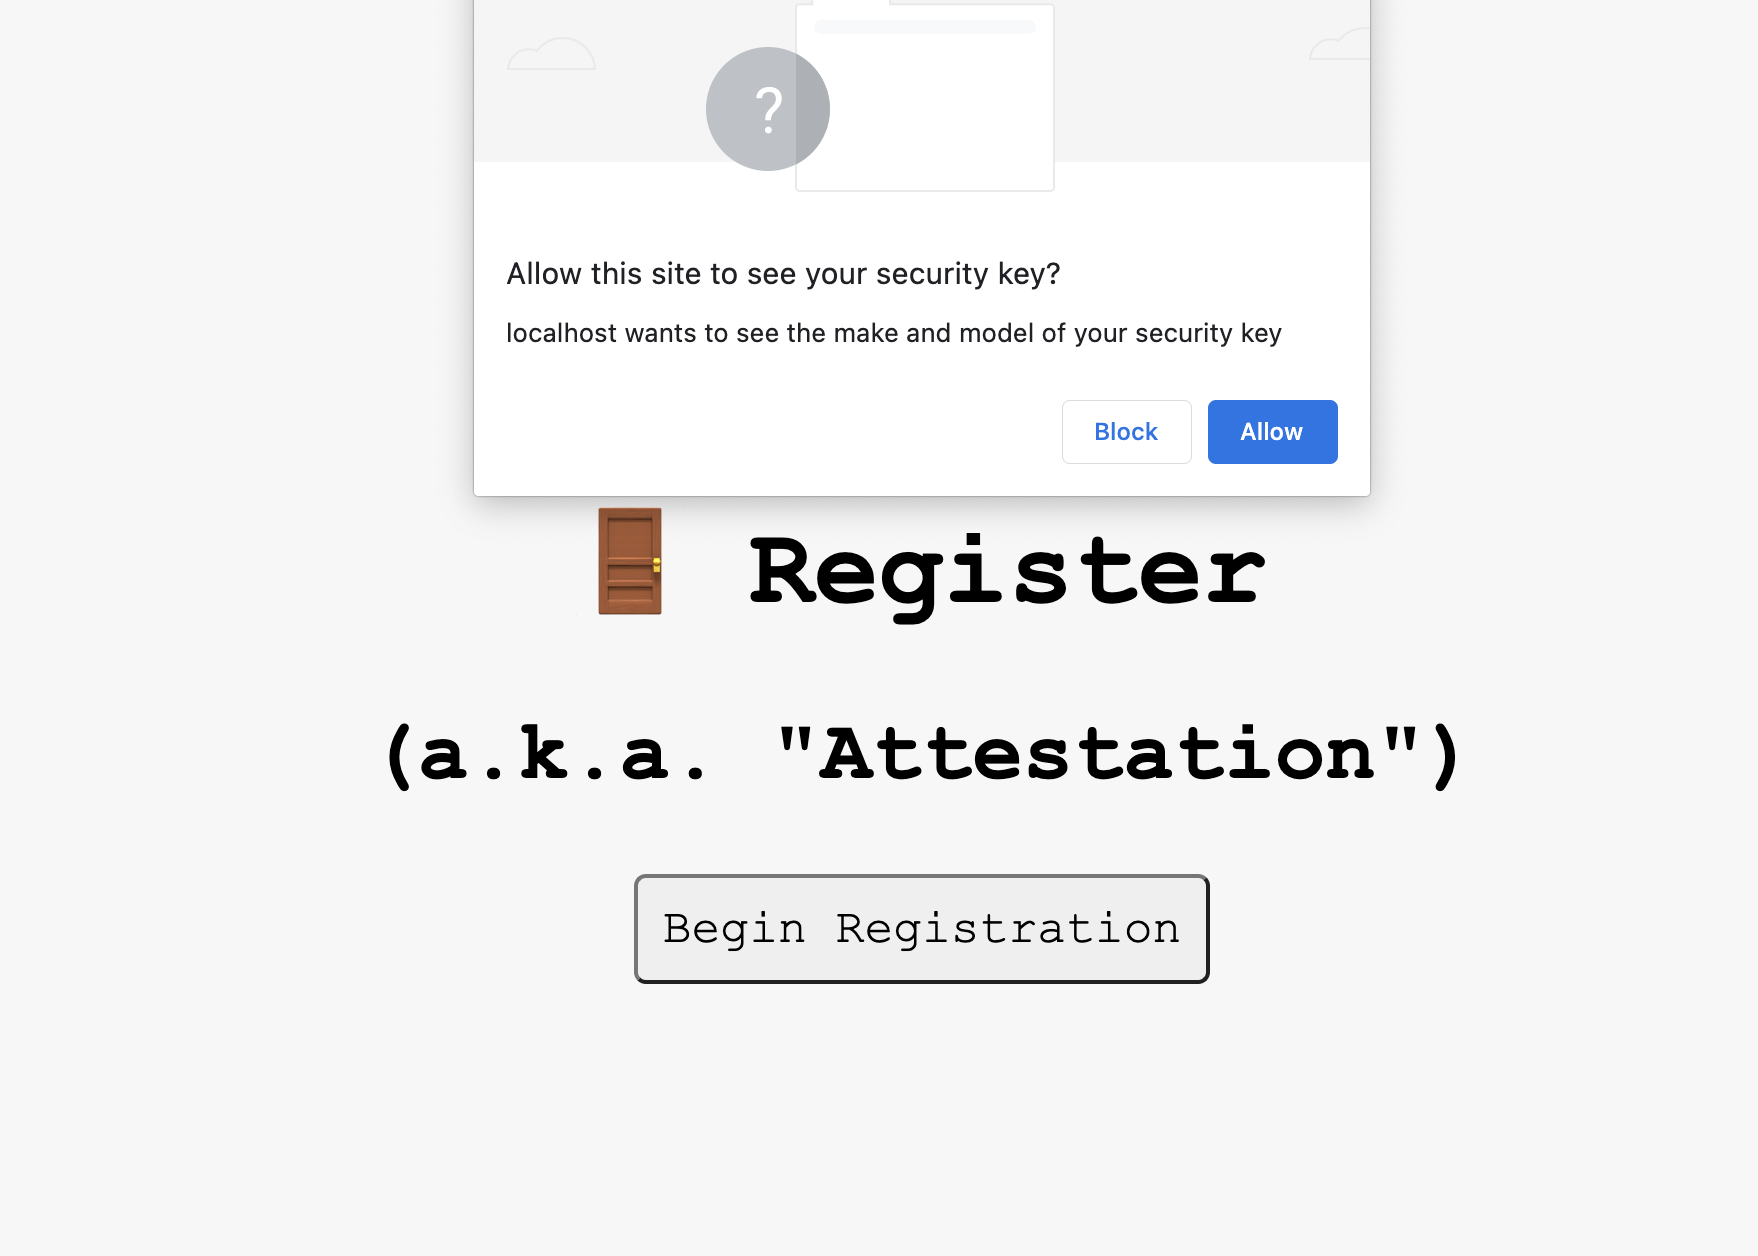 ?
Allow this site to see your security key?
localhost wants to see the make and model of your security key
Block Allow
Register
(a.k.a. "Attestation")
Begin Registration